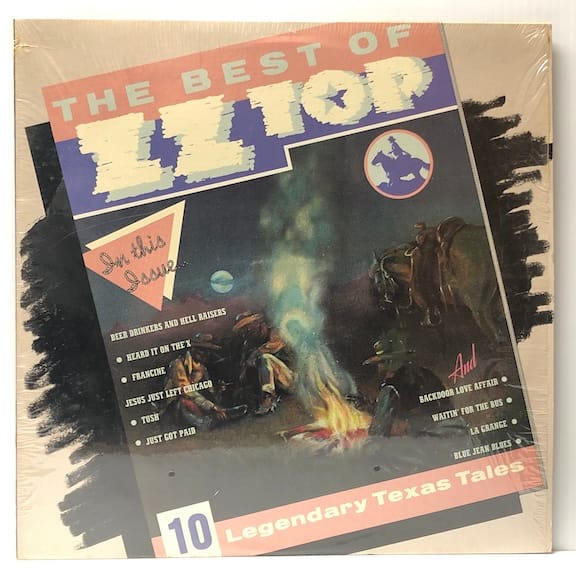 THE BEST OF
ZZ TOP
In this
Issue...
BEER DRINKERS AND HELL RAISERS
• HEARD IT ON THE X
• FRANCINE
JESUS JUST LEFT CHICAGO
• TUSH
• JUST GOT PAID
And
BACKDOOR LOVE AFFAIR •
WAITIN' FOR THE BUS •
LA GRANGE •
BLUE JEAN BLUES •
10 Legendary Texas Tales